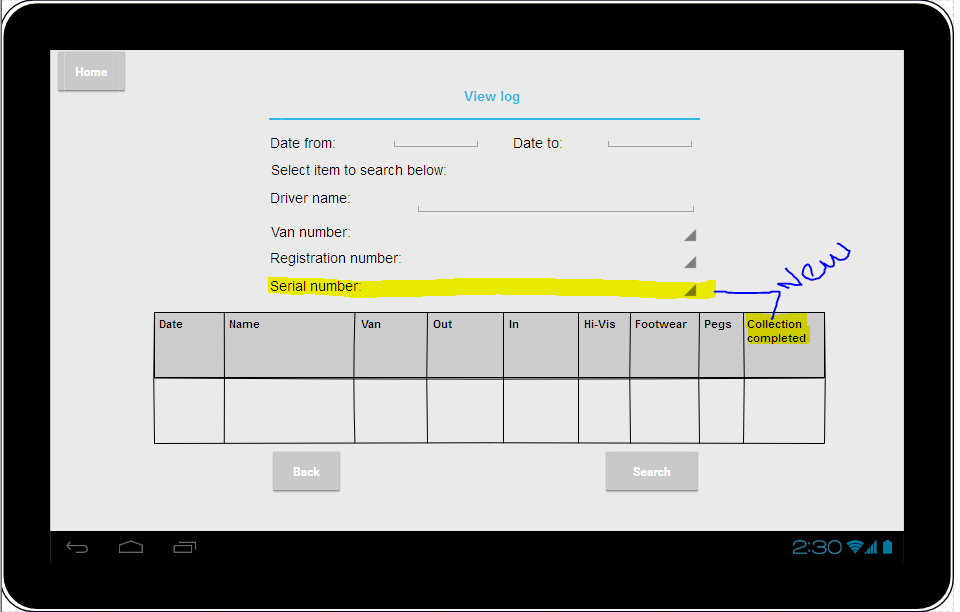 Home
View log
Date from: Date to:
Select item to search below:
Driver name:
Van number:
Registration number:
Serial number:
New
Date Name Van Out In Hi-Vis Footwear Pegs Collection
completed
Back Search
2:30